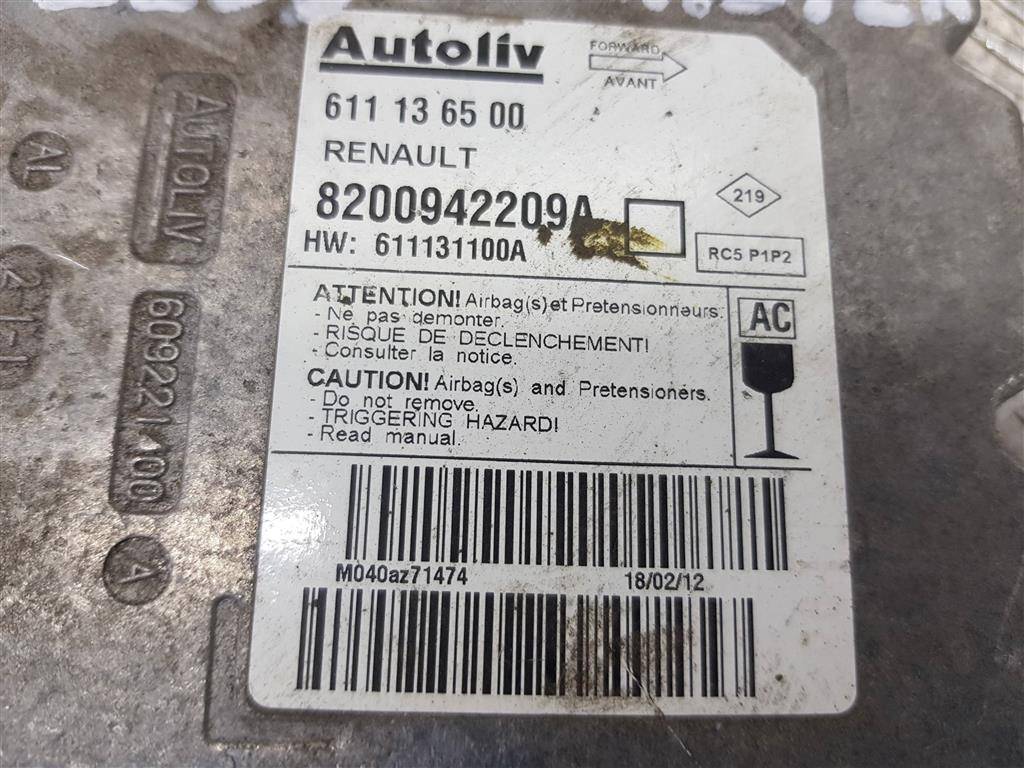 Autoliv
FORWARD
AVANT
611 13 65 00
RENAULT
8200942209A
219
HW: 611131100A
RC5 P1P2
ATTENTION! Airbag(s)et Pretensionneurs.
- Ne pas demonter.
- RISQUE DE DECLENCHEMENT!
- Consulter la notice.
AC
CAUTION! Airbag(s) and Pretensioners.
- Do not remove.
- TRIGGERING HAZARD!
- Read manual.
M040az71474
18/02/12
AUTOLIV
AL
609221100
A